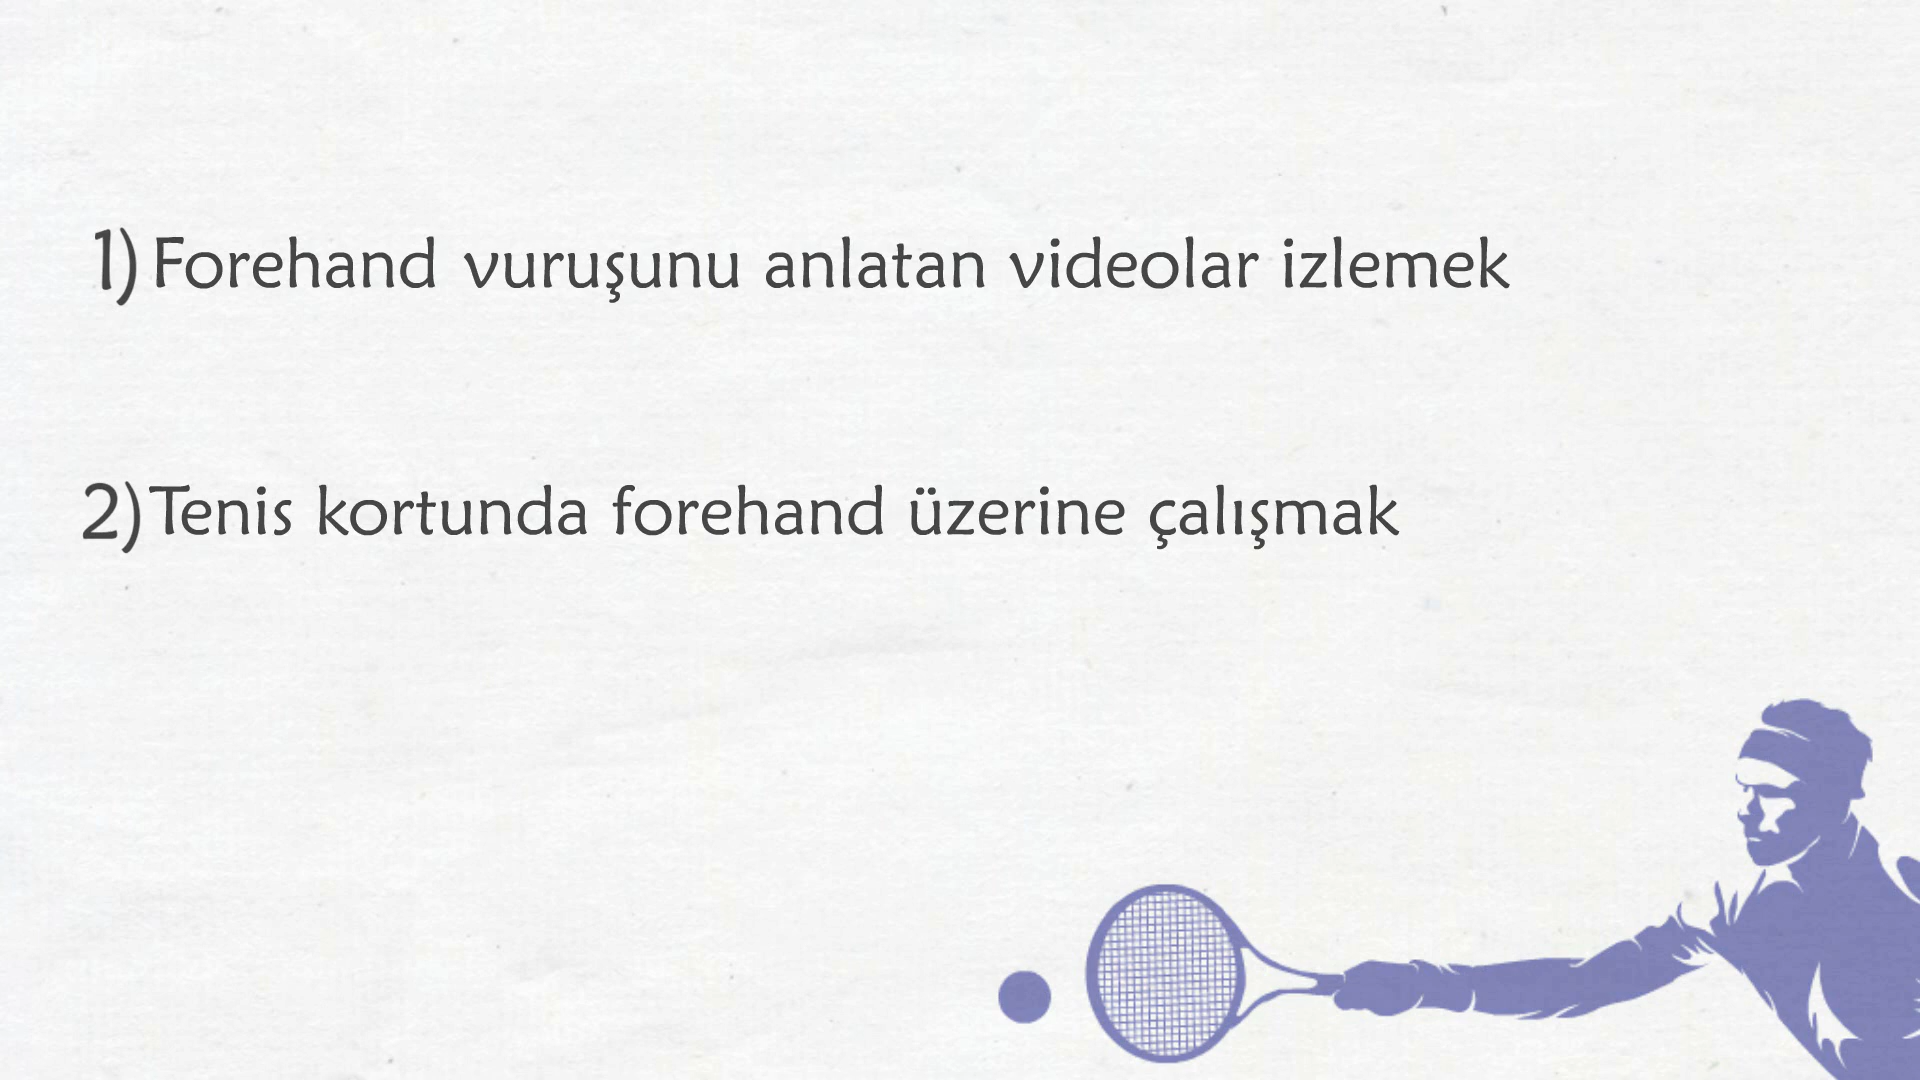 1) Forehand vuruşunu anlatan videolar izlemek
2) Tenis kortunda forehand üzerine çalışmak